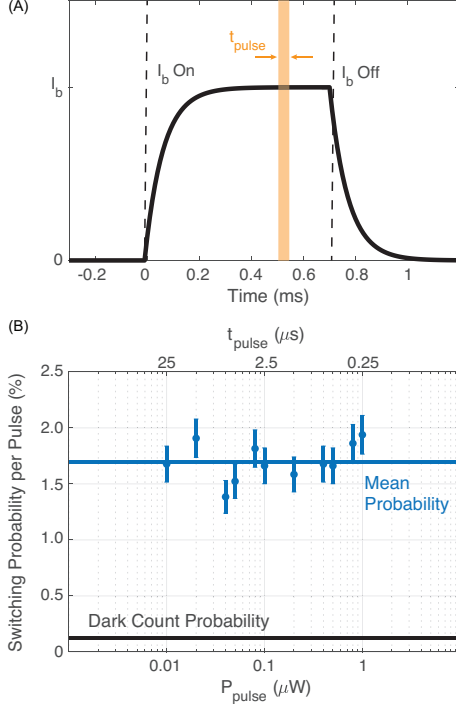 (A)
t_pulse
I_b On
I_b Off
I_b
0
-0.2 0 0.2 0.4 0.6 0.8 1
Time (ms)
(B)
t_pulse (μs)
25 2.5 0.25
2.5
2.0
1.5
1.0
0.5
0
Switching Probability per Pulse (%)
Mean
Probability
Dark Count Probability
0.01 0.1 1
P_pulse (μW)